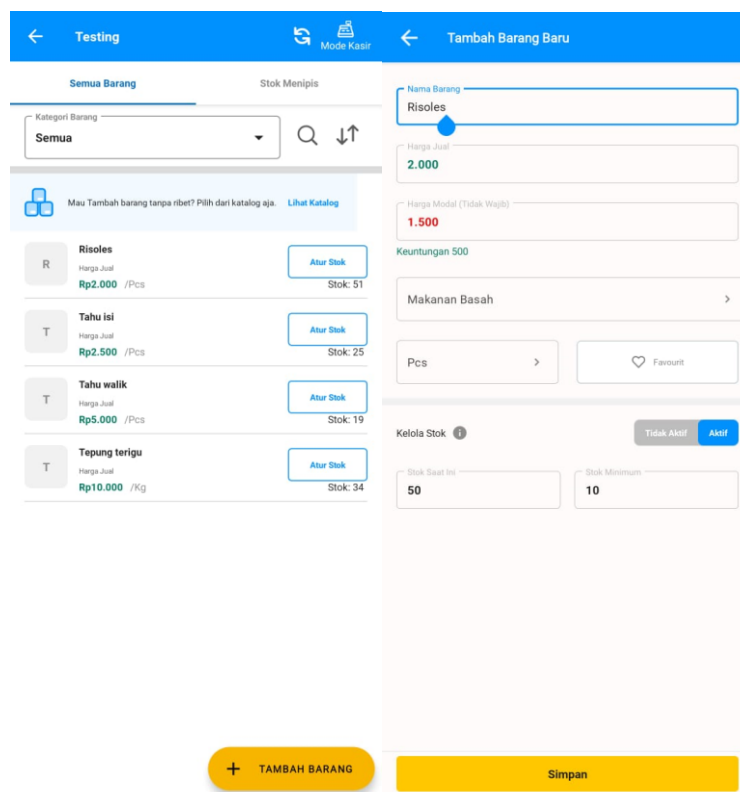 Testing
Mode Kasir
Semua Barang
Stok Menipis
Kategori Barang
Semua
Mau Tambah barang tanpa ribet? Pilih dari katalog aja. Lihat Katalog
R
Risoles
Harga Jual
Rp2.000 /Pcs
Atur Stok
Stok: 51
T
Tahu isi
Harga Jual
Rp2.500 /Pcs
Atur Stok
Stok: 25
T
Tahu walik
Harga Jual
Rp5.000 /Pcs
Atur Stok
Stok: 19
T
Tepung terigu
Harga Jual
Rp10.000 /Kg
Atur Stok
Stok: 34
+ TAMBAH BARANG
Tambah Barang Baru
Nama Barang
Risoles
Harga Jual
2.000
Harga Modal (Tidak Wajib)
1.500
Keuntungan 500
Makanan Basah
Pcs
Favourit
Kelola Stok
Tidak Aktif
Aktif
Stok Saat Ini
50
Stok Minimum
10
Simpan